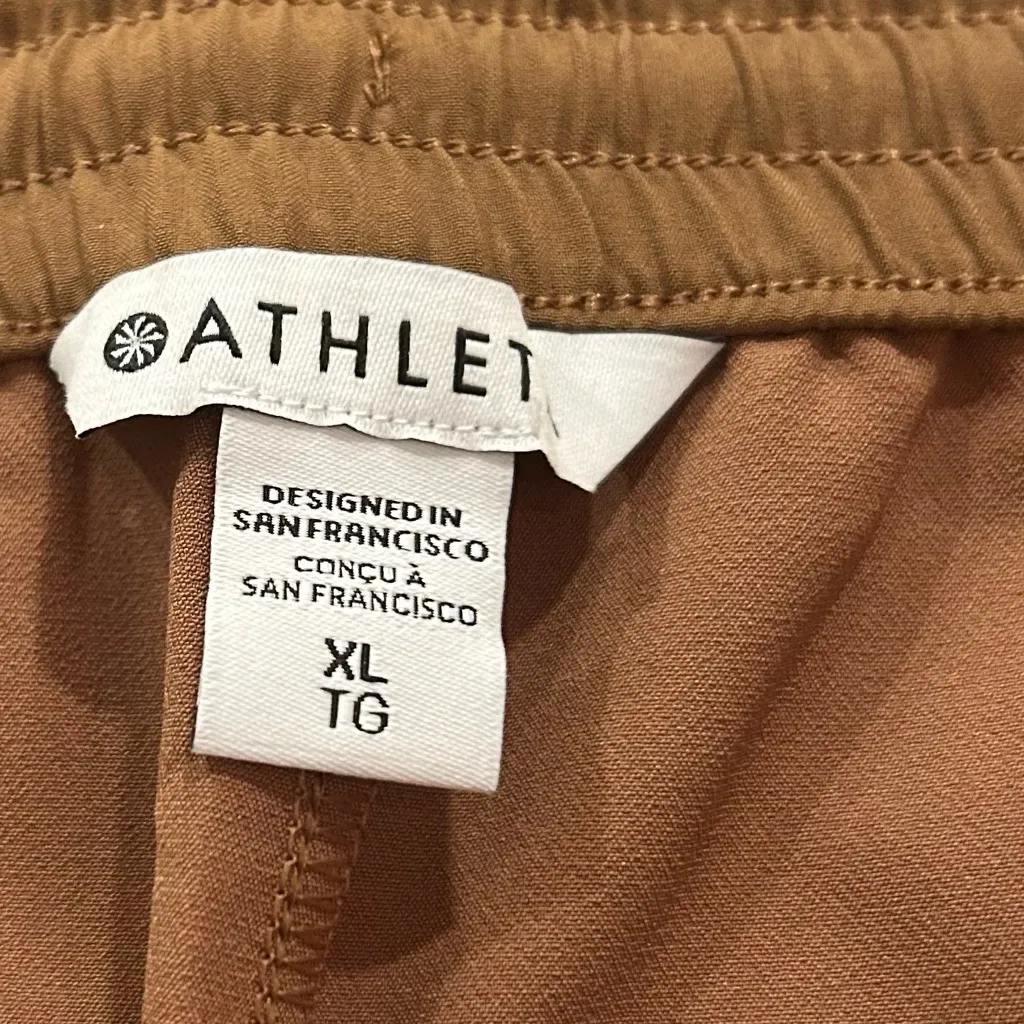 ATHLET
DESIGNED IN
SAN FRANCISCO
CONÇU À
SAN FRANCISCO
XL
TG